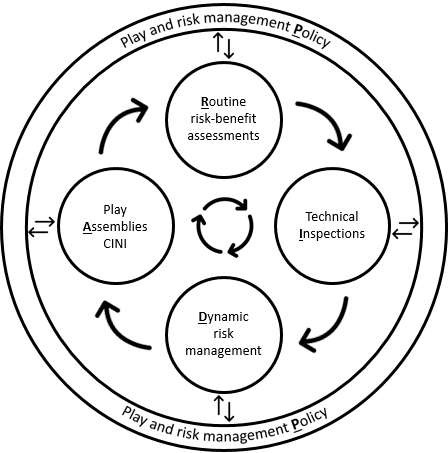 Play and risk management Policy
Routine
risk-benefit
assessments
Play
Assemblies
CINI
Technical
Inspections
Dynamic
risk
management
Play and risk management Policy